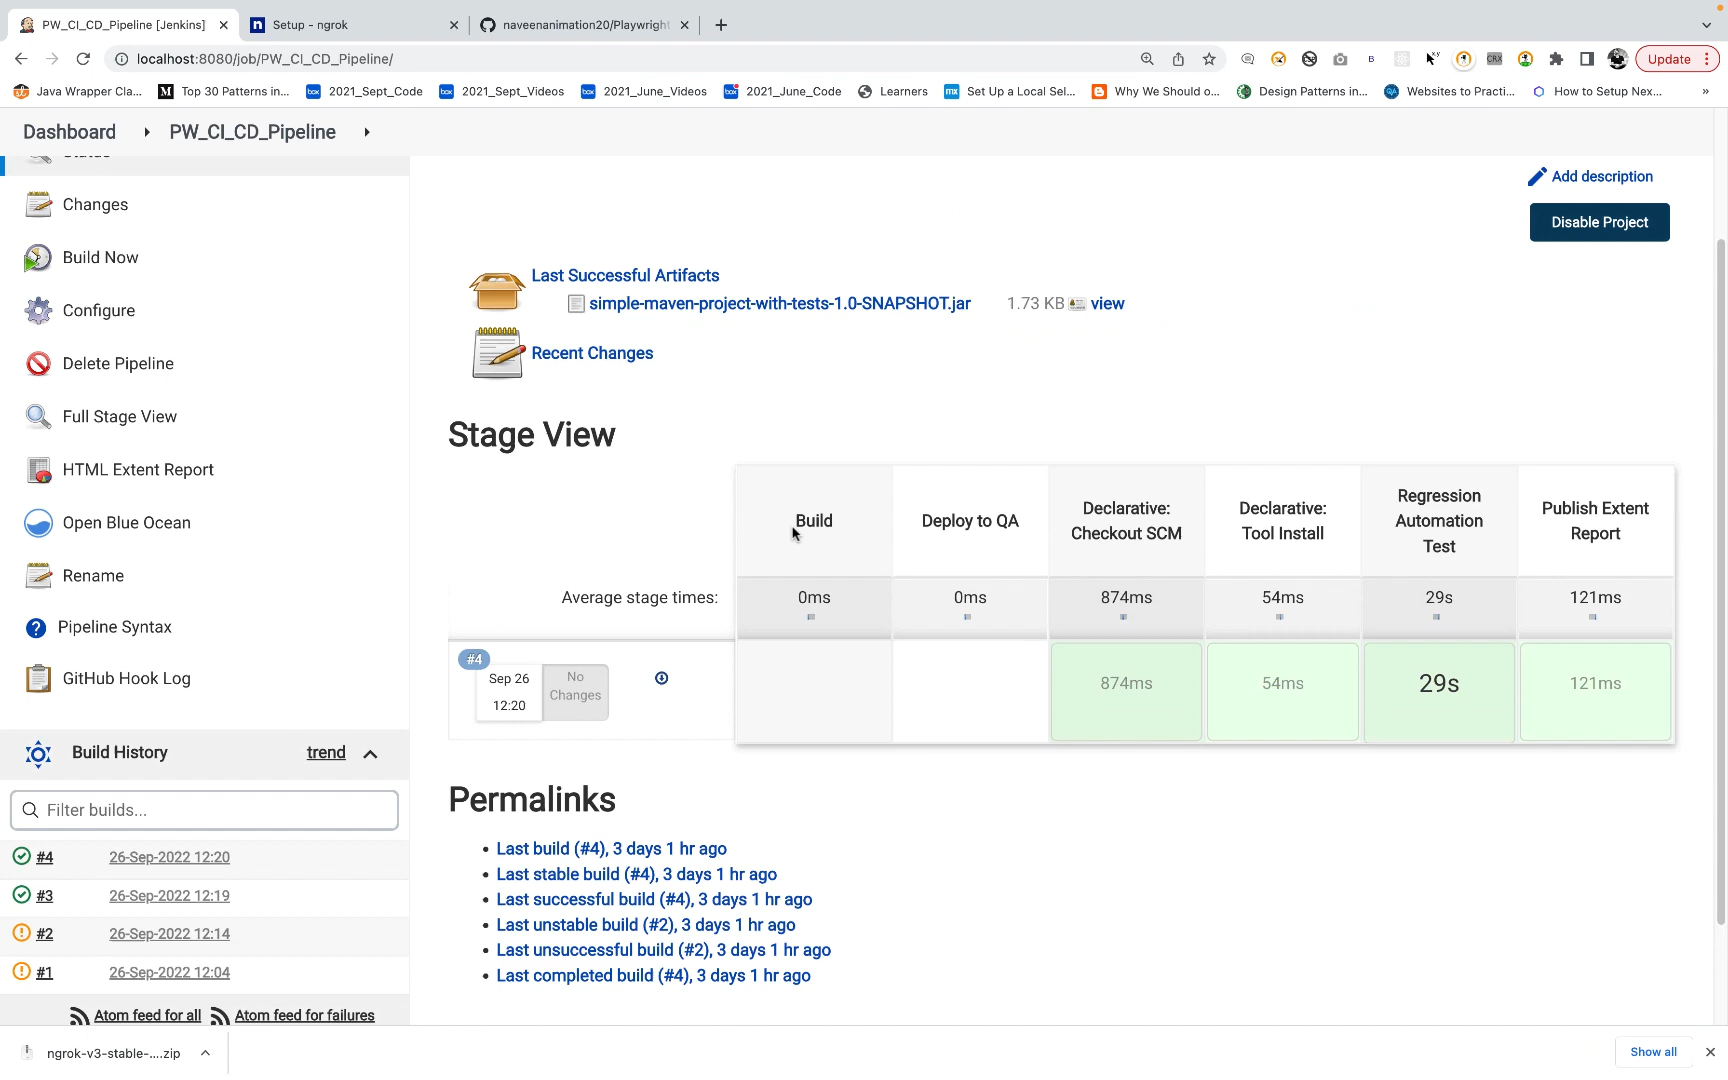 PW_CI_CD_Pipeline [Jenkins]
Setup - ngrok
naveenanimation20/Playwright
localhost:8080/job/PW_CI_CD_Pipeline/
Update
Java Wrapper Cla...
Top 30 Patterns in...
2021_Sept_Code
2021_Sept_Videos
2021_June_Videos
2021_June_Code
Learners
Set Up a Local Sel...
Why We Should o...
Design Patterns in...
Websites to Practi...
How to Setup Nex...
Dashboard
PW_CI_CD_Pipeline
Status
Changes
Build Now
Configure
Delete Pipeline
Full Stage View
HTML Extent Report
Open Blue Ocean
Rename
Pipeline Syntax
GitHub Hook Log
Build History
trend
Filter builds...
#4 26-Sep-2022 12:20
#3 26-Sep-2022 12:19
#2 26-Sep-2022 12:14
#1 26-Sep-2022 12:04
Atom feed for all Atom feed for failures
Add description
Disable Project
Last Successful Artifacts
simple-maven-project-with-tests-1.0-SNAPSHOT.jar 1.73 KB view
Recent Changes
Stage View
Build
Deploy to QA
Declarative:
Checkout SCM
Declarative:
Tool Install
Regression
Automation
Test
Publish Extent
Report
Average stage times:
0ms
0ms
874ms
54ms
29s
121ms
#4
Sep 26
12:20
No
Changes
874ms
54ms
29s
121ms
Permalinks
Last build (#4), 3 days 1 hr ago
Last stable build (#4), 3 days 1 hr ago
Last successful build (#4), 3 days 1 hr ago
Last unstable build (#2), 3 days 1 hr ago
Last unsuccessful build (#2), 3 days 1 hr ago
Last completed build (#4), 3 days 1 hr ago
ngrok-v3-stable-....zip
Show all